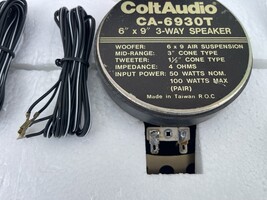 ColtAudio
CA-6930T
6" x 9" 3-WAY SPEAKER
WOOFER: 6 x 9 AIR SUSPENSION
MID-RANGE: 3" CONE TYPE
TWEETER: 1½" CONE TYPE
IMPEDANCE: 4 OHMS
INPUT POWER: 50 WATTS NOM.
100 WATTS MAX
(PAIR)
Made in Taiwan R.O.C